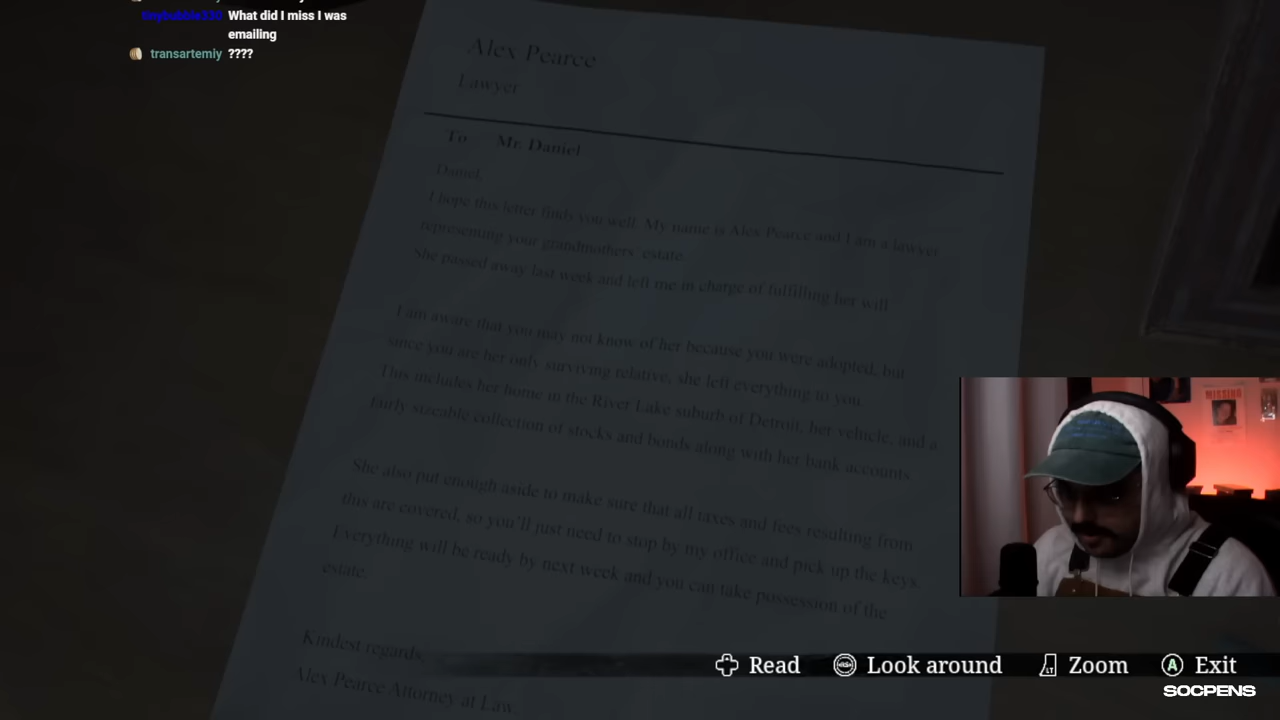 tinybubble330 What did I miss I was
emailing
transartemiy ????
Alex Pearce
Lawyer
To Mr. Daniel
Daniel,
I hope this letter finds you well. My name is Alex Pearce and I am a lawyer
representing your grandmothers estate.
She passed away last week and left me in charge of fulfilling her will
I am aware that you may not know of her because you were adopted, but
since you are her only surviving relative, she left everything to you.
This includes her home in the River Lake suburb of Detroit, her vehicle, and a
fairly sizeable collection of stocks and bonds along with her bank accounts
She also put enough aside to make sure that all taxes and fees resulting from
this are covered, so you'll just need to stop by my office and pick up the keys.
Everything will be ready by next week and you can take possession of the
estate.
Kindest regards,
Alex Pearce Attorney at Law
MISSING
Read Look around LT Zoom A Exit
SOCPENS